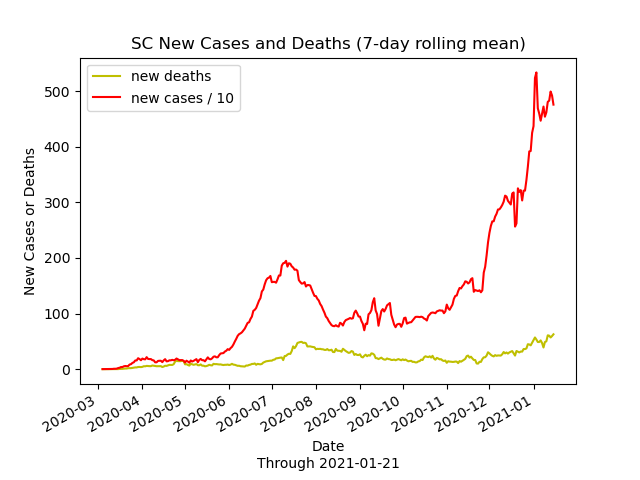 SC New Cases and Deaths (7-day rolling mean)
new deaths
new cases / 10
New Cases or Deaths
500
400
300
200
100
0
2020-03
2020-04
2020-05
2020-06
2020-07
2020-08
2020-09
2020-10
2020-11
2020-12
2021-01
Date
Through 2021-01-21